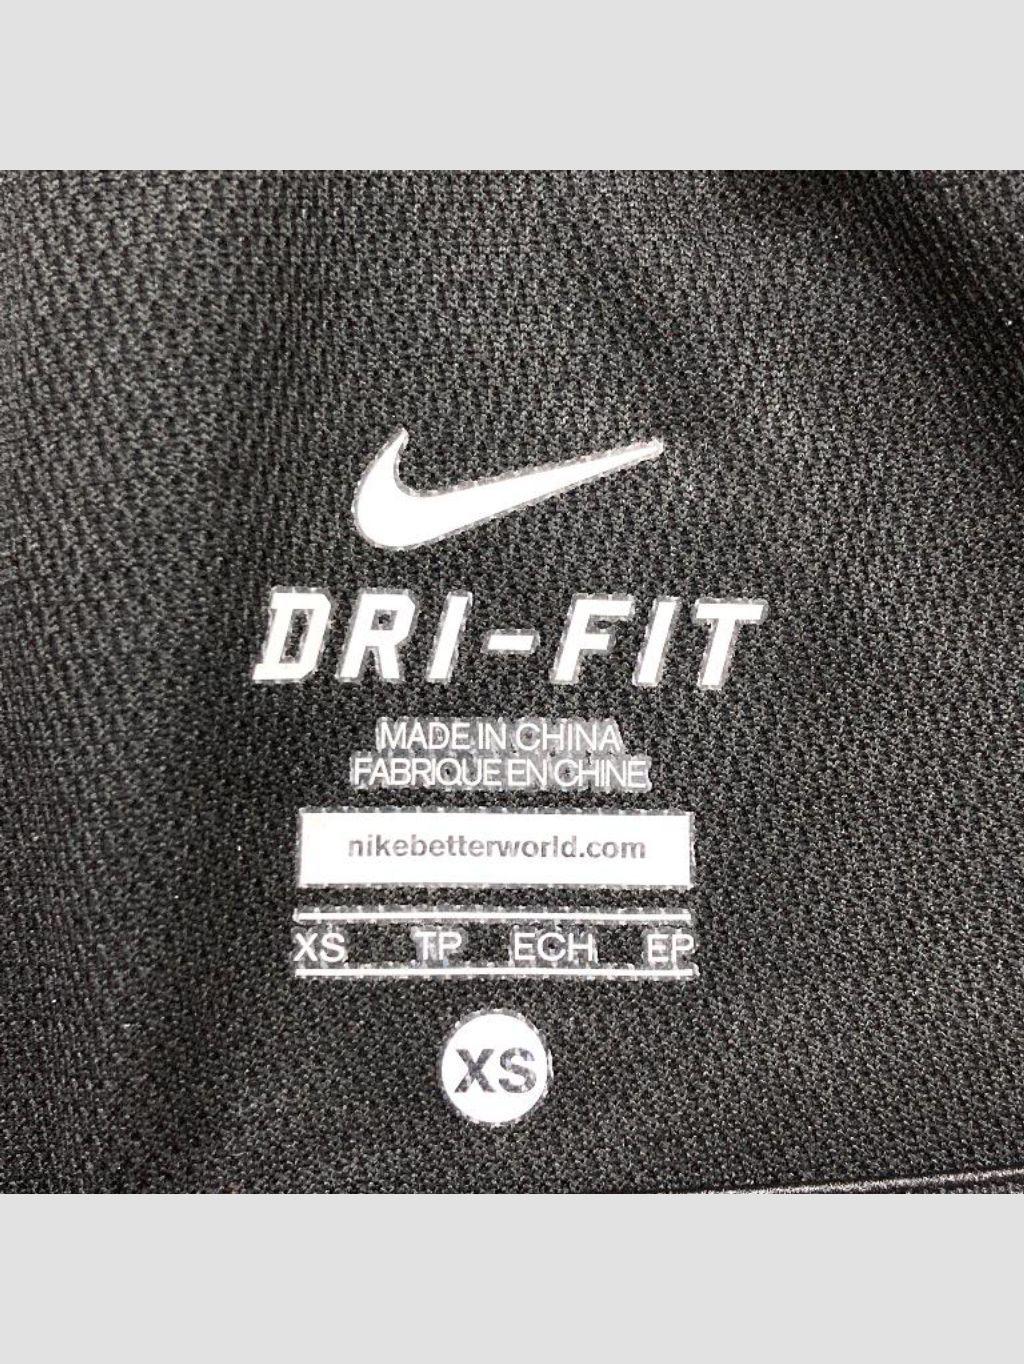 DRI-FIT
MADE IN CHINA
FABRIQUE EN CHINE
nikebetterworld.com
XS TP ECH EP
XS